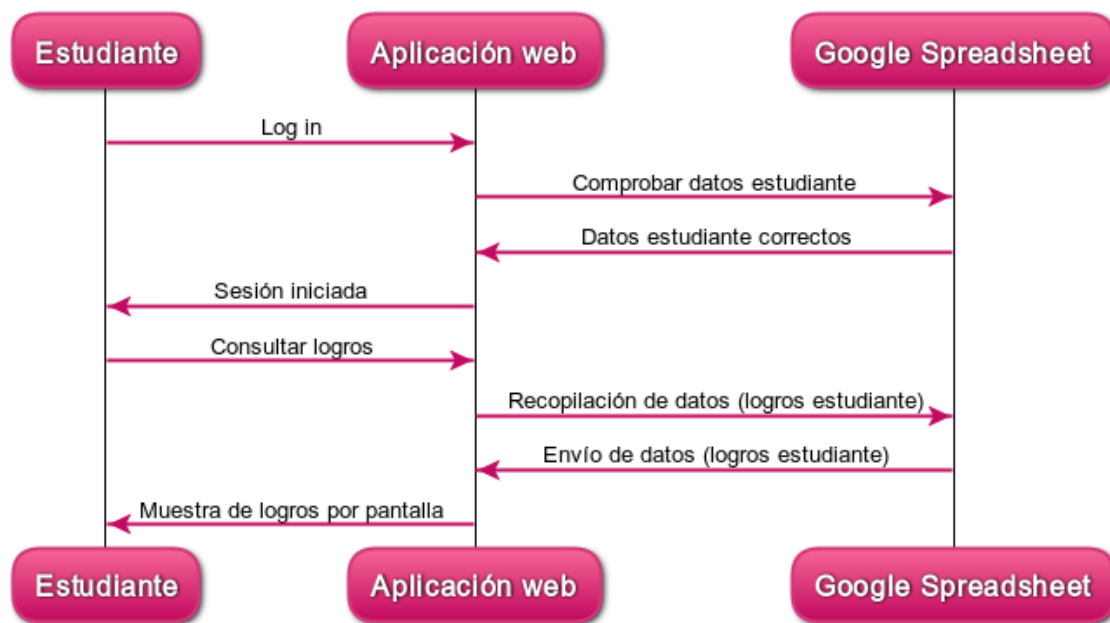 Estudiante
Aplicación web
Google Spreadsheet
Log in
Comprobar datos estudiante
Datos estudiante correctos
Sesión iniciada
Consultar logros
Recopilación de datos (logros estudiante)
Envío de datos (logros estudiante)
Muestra de logros por pantalla
Estudiante
Aplicación web
Google Spreadsheet